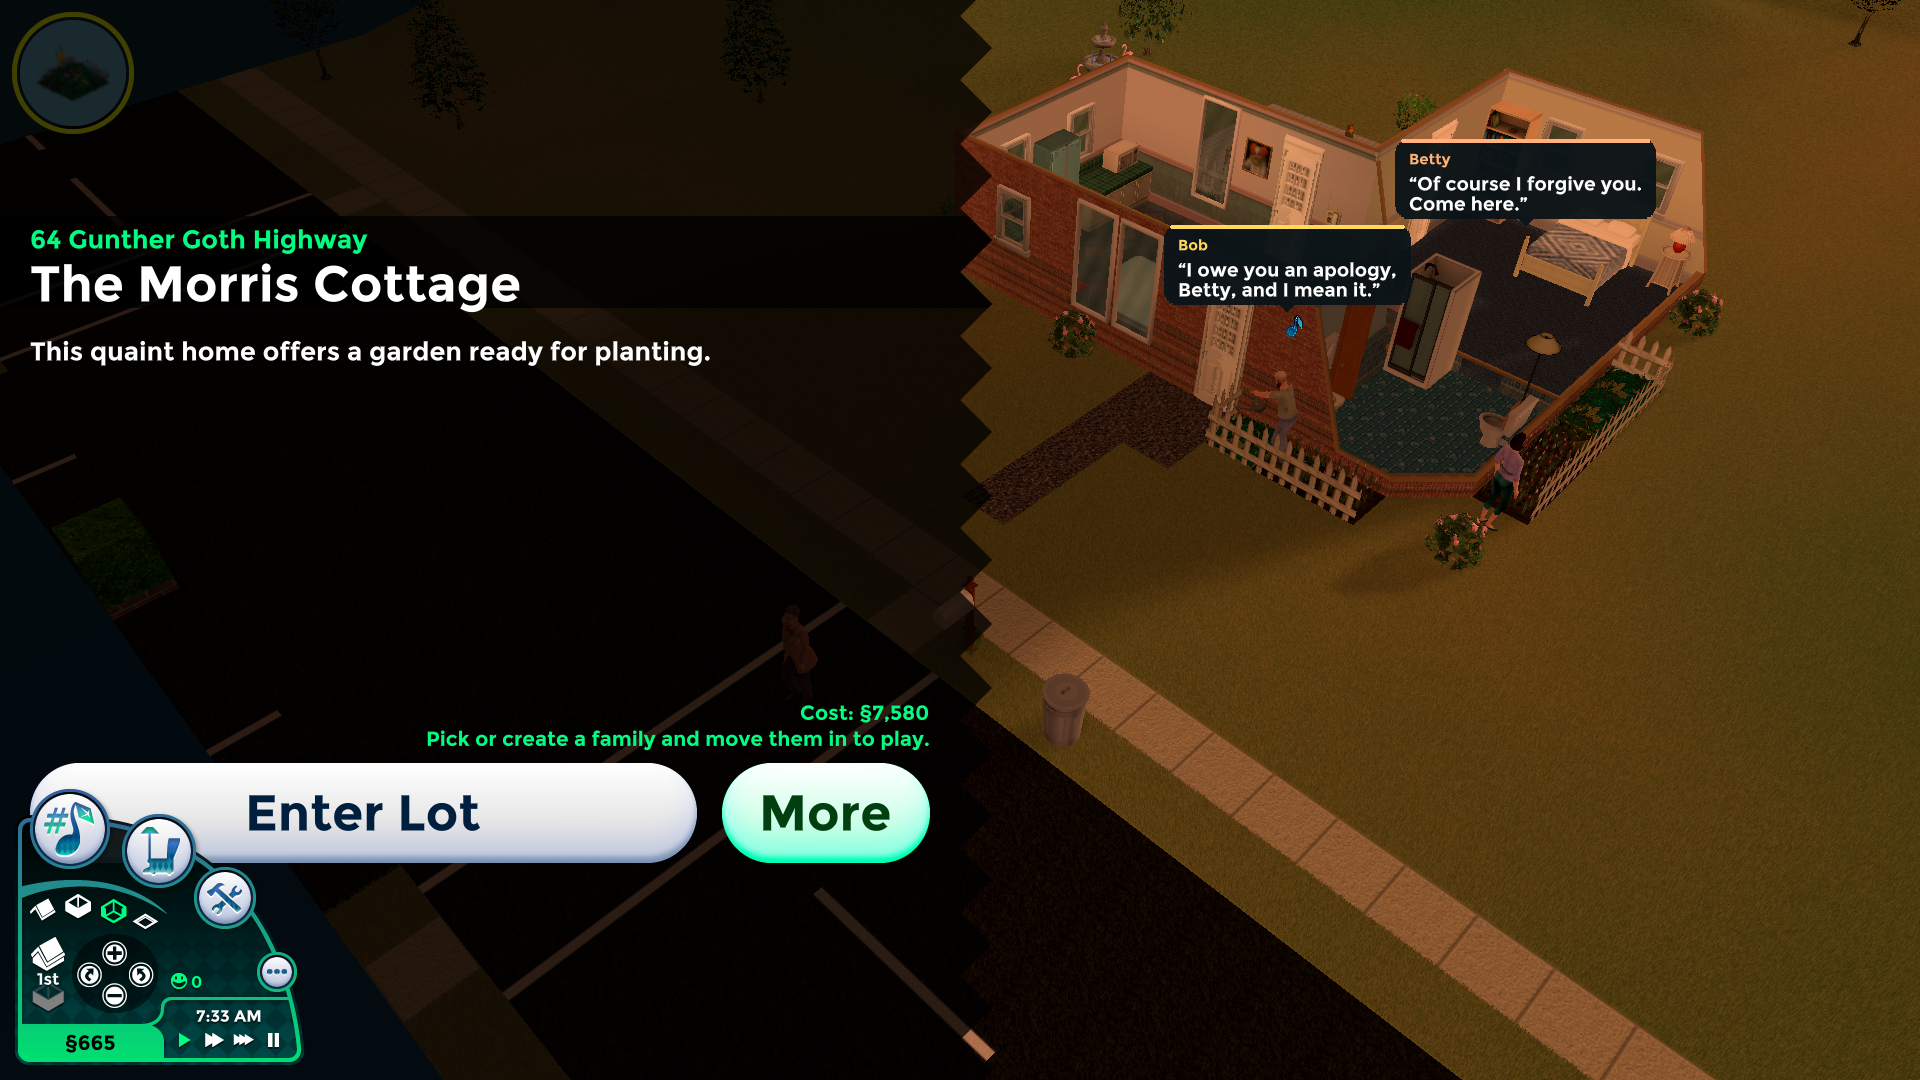 64 Gunther Goth Highway
The Morris Cottage
This quaint home offers a garden ready for planting.
Betty
“Of course I forgive you.
Come here.”
Bob
“I owe you an apology,
Betty, and I mean it.”
Cost: §7,580
Pick or create a family and move them in to play.
Enter Lot
More
#
1st
0
7:33 AM
§665